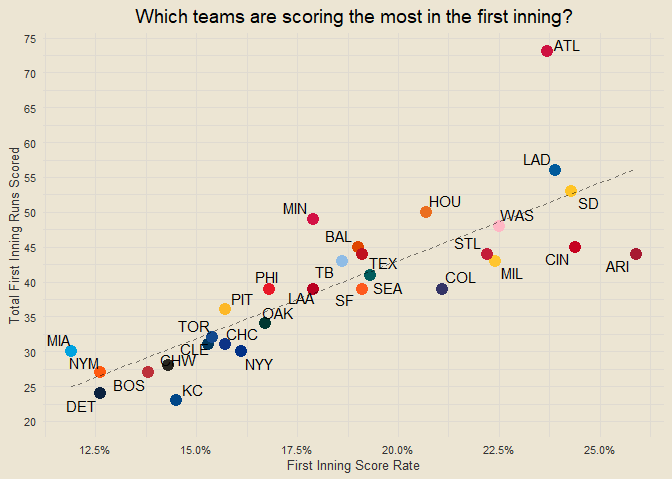 Which teams are scoring the most in the first inning?
Total First Inning Runs Scored
75
70
65
60
55
50
45
40
35
30
25
20
ATL
LAD
SD
HOU
MIN
WAS
BAL
STL
CIN
ARI
TB
TEX
MIL
PHI
LAA
SF
SEA
COL
PIT
OAK
TOR
CHC
MIA
CLE
NYY
NYM
CHW
BOS
KC
DET
12.5%
15.0%
17.5%
20.0%
22.5%
25.0%
First Inning Score Rate